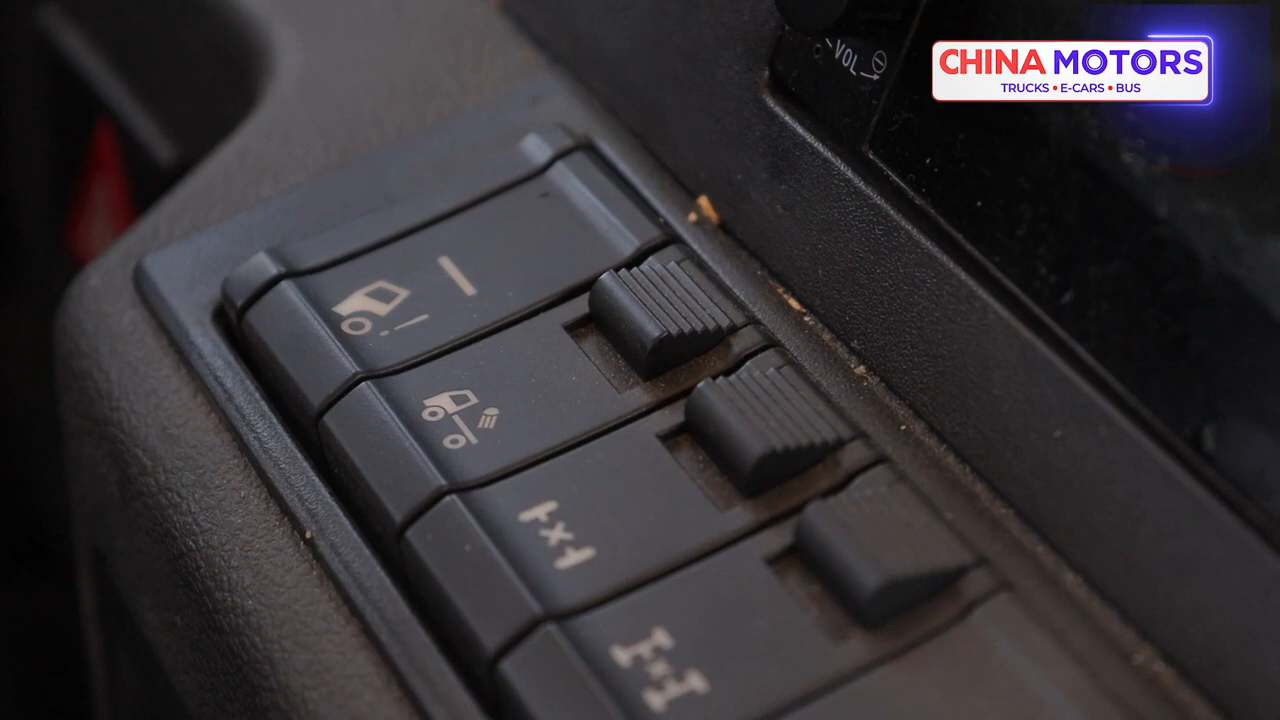 VOL
CHINA MOTORS
TRUCKS • E-CARS • BUS